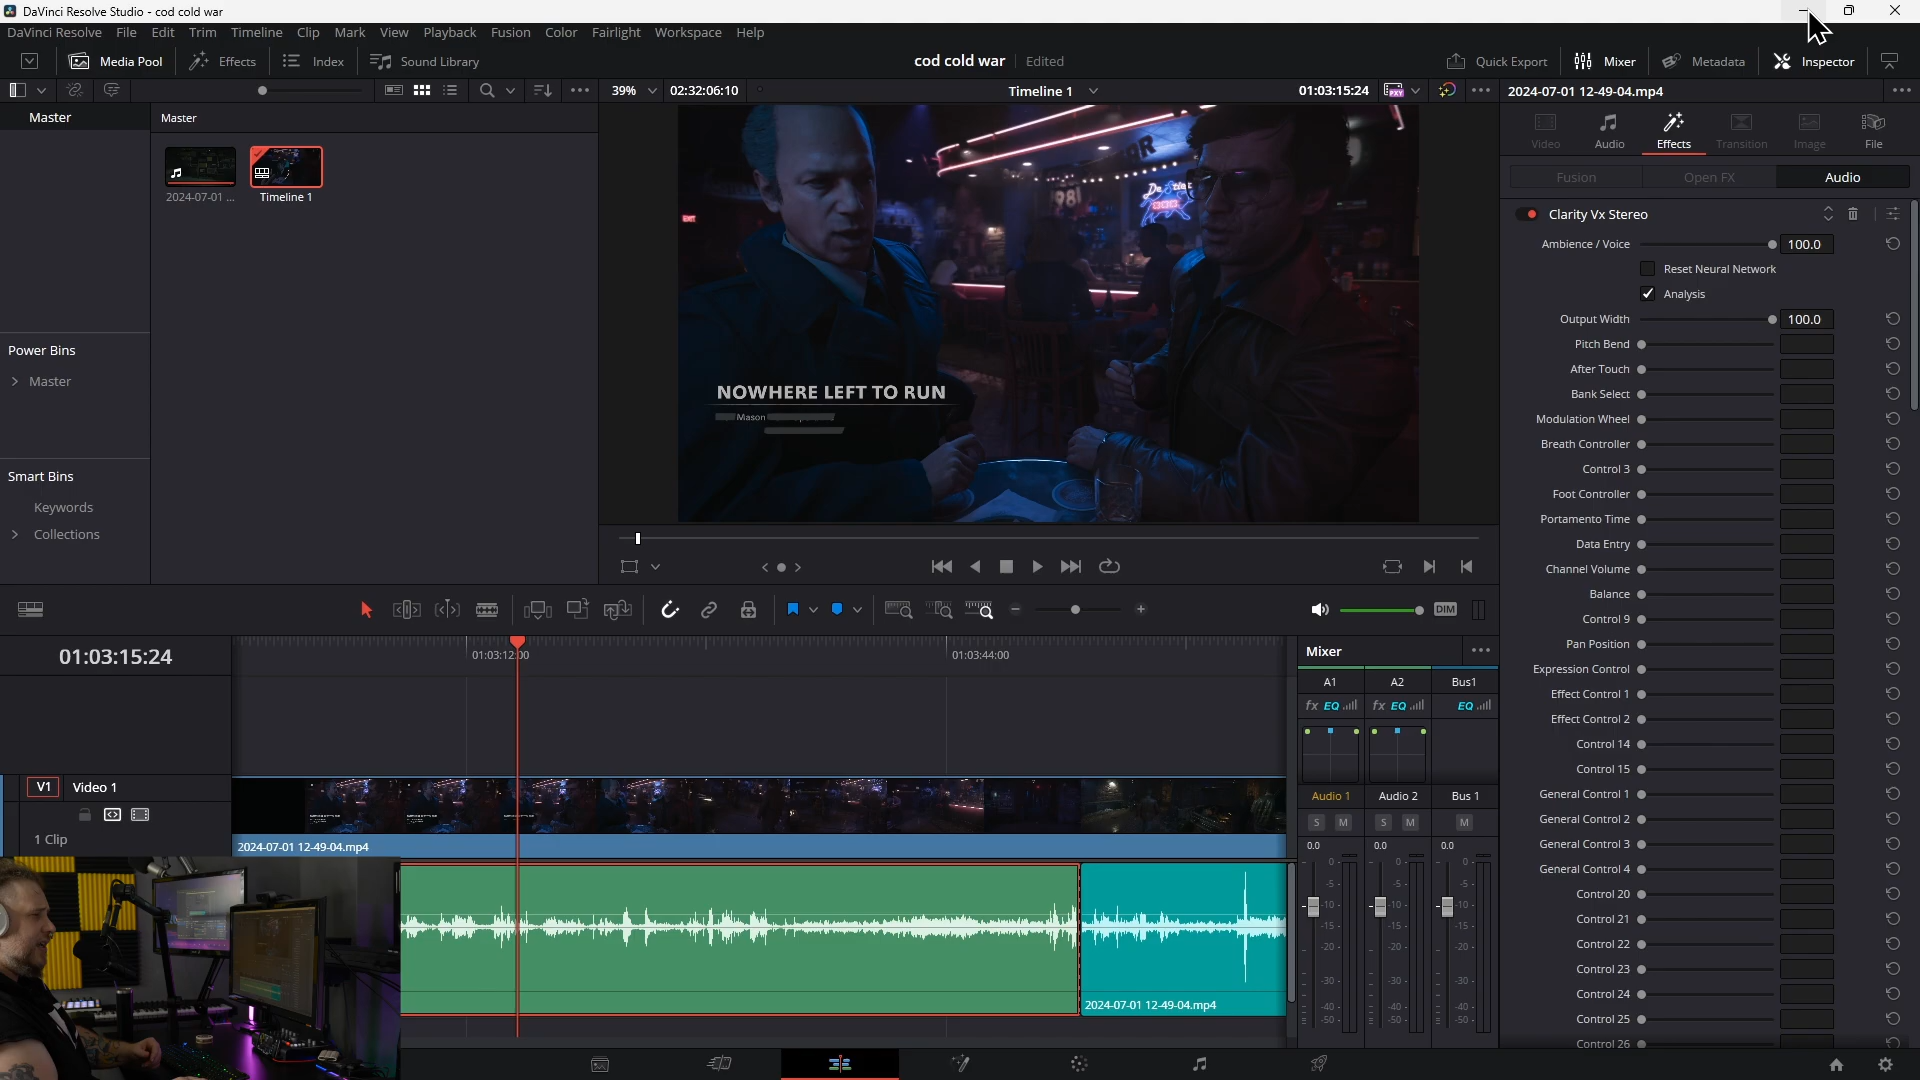 DaVinci Resolve Studio - cod cold war
DaVinci Resolve File Edit Trim Timeline Clip Mark View Playback Fusion Color Fairlight Workspace Help
Media Pool Effects Index Sound Library
cod cold war Edited
Quick Export Mixer Metadata Inspector
39% 02:32:06:10 Timeline 1 01:03:15:24
2024-07-01 12-49-04.mp4
Master
Master
2024-07-01 ...
Timeline 1
Power Bins
Master
Smart Bins
Keywords
Collections
1981
EXIT
NOWHERE LEFT TO RUN
Mason
Video Audio Effects Transition Image File
Fusion Open FX Audio
Clarity Vx Stereo
Ambience / Voice 100.0
Reset Neural Network
Analysis
Output Width 100.0
Pitch Bend
After Touch
Bank Select
Modulation Wheel
Breath Controller
Control 3
Foot Controller
Portamento Time
Data Entry
Channel Volume
Balance
Control 9
Pan Position
Expression Control
Effect Control 1
Effect Control 2
Control 14
Control 15
General Control 1
General Control 2
General Control 3
General Control 4
Control 20
Control 21
Control 22
Control 23
Control 24
Control 25
Control 26
DIM
01:03:15:24
01:03:12:00
01:03:44:00
V1 Video 1
1 Clip
2024-07-01 12-49-04.mp4
2024-07-01 12-49-04.mp4
Mixer
A1 A2 Bus1
fx EQ fx EQ EQ
Audio 1 Audio 2 Bus 1
S M S M M
0.0 0.0 0.0
0- 0- 0-
-5- -5- -5-
-10- -10- -10-
-15- -15- -15-
-20- -20- -20-
-30- -30- -30-
-40- -40- -40-
-50- -50- -50-